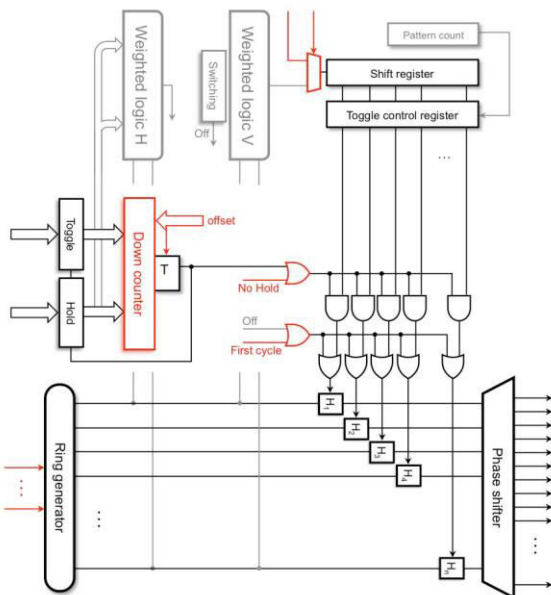 Weighted logic H
Switching
Off
Weighted logic V
Pattern count
Shift register
Toggle control register
...
Toggle
Hold
Down counter
offset
T
No Hold
Off
First cycle
H1
H2
H3
H4
Hn
Ring generator
...
...
Phase shifter
...